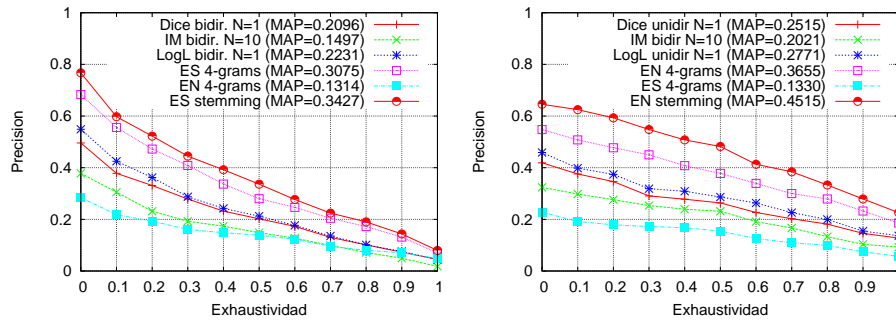 Dice bidir. N=1 (MAP=0.2096)
IM bidir. N=10 (MAP=0.1497)
LogL bidir. N=1 (MAP=0.2231)
ES 4-grams (MAP=0.3075)
EN 4-grams (MAP=0.1314)
ES stemming (MAP=0.3427)
1
0.8
0.6
0.4
0.2
0
Precision
0 0.1 0.2 0.3 0.4 0.5 0.6 0.7 0.8 0.9 1
Exhaustividad
Dice unidir N=1 (MAP=0.2515)
IM bidir N=10 (MAP=0.2021)
LogL unidir N=1 (MAP=0.2771)
EN 4-grams (MAP=0.3655)
ES 4-grams (MAP=0.1330)
EN stemming (MAP=0.4515)
1
0.8
0.6
0.4
0.2
0
Precision
0 0.1 0.2 0.3 0.4 0.5 0.6 0.7 0.8 0.9
Exhaustividad